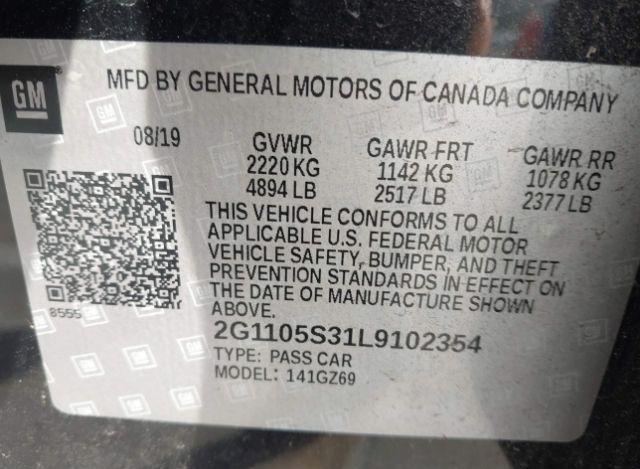 GM
MFD BY GENERAL MOTORS OF CANADA COMPANY
08/19
GVWR
2220 KG
4894 LB
GAWR FRT
1142 KG
2517 LB
GAWR RR
1078 KG
2377 LB
THIS VEHICLE CONFORMS TO ALL
APPLICABLE U.S. FEDERAL MOTOR
VEHICLE SAFETY, BUMPER, AND THEFT
PREVENTION STANDARDS IN EFFECT ON
THE DATE OF MANUFACTURE SHOWN
ABOVE.
8555
2G1105S31L9102354
TYPE: PASS CAR
MODEL: 141GZ69